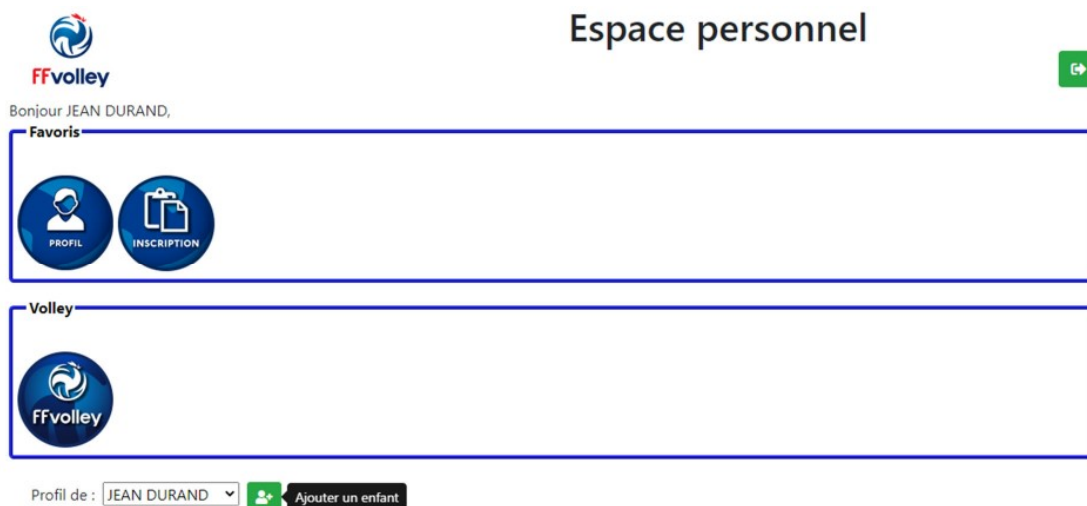 Espace personnel
FFvolley
Bonjour JEAN DURAND,
Favoris
PROFIL
INSCRIPTION
Volley
FFvolley
Profil de : JEAN DURAND
Ajouter un enfant